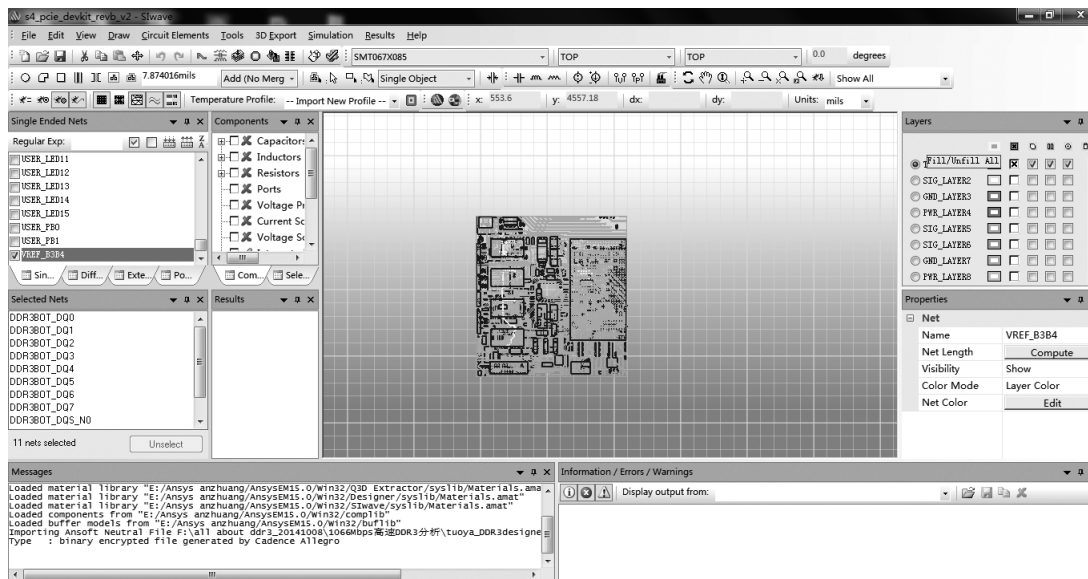 s4_pcie_devkit_revb_v2 - SIwave
File Edit View Draw Circuit Elements Tools 3D Export Simulation Results Help
SMT067X085 TOP TOP 0.0 degrees
7.874016mils Add (No Merg Single Object Show All
Temperature Profile: -- Import New Profile -- x: 553.6 y: 4557.18 dx: dy: Units: mils
Single Ended Nets
Regular Exp:
USER_LED11
USER_LED12
USER_LED13
USER_LED14
USER_LED15
USER_PB0
USER_PB1
VREF_B3B4
Sin... Diff... Exte... Po...
Components
Capacitors
Inductors
Resistors
Ports
Voltage Pr
Current Sc
Voltage Sc
Com... Sele...
Layers
Fill/Unfill All
SIG_LAYER2
GND_LAYER3
PWR_LAYER4
SIG_LAYER5
SIG_LAYER6
GND_LAYER7
PWR_LAYER8
Selected Nets
DDR3BOT_DQ0
DDR3BOT_DQ1
DDR3BOT_DQ2
DDR3BOT_DQ3
DDR3BOT_DQ4
DDR3BOT_DQ5
DDR3BOT_DQ6
DDR3BOT_DQ7
DDR3BOT_DQS_N0
11 nets selected Unselect
Results
Properties
Net
Name VREF_B3B4
Net Length Compute
Visibility Show
Color Mode Layer Color
Net Color Edit
Messages
Loaded material library "E:/Ansys anzhuang/AnsysEM15.0/Win32/Q3D Extractor/syslib/Materials.ama
Loaded material library "E:/Ansys anzhuang/AnsysEM15.0/Win32/Designer/syslib/Materials.amat"
Loaded material library "E:/Ansys anzhuang/AnsysEM15.0/Win32/SIwave/syslib/Materials.amat"
Loaded components from "E:/Ansys anzhuang/AnsysEM15.0/Win32/complib"
Loaded buffer models from "E:/Ansys anzhuang/AnsysEM15.0/Win32/buflib"
Importing Ansoft Neutral File F:\all about ddr3_20141008\1066Mbps高速DDR3分析\tuoya_DDR3designe
Type : binary encrypted file generated by Cadence Allegro
Information / Errors / Warnings
Display output from: